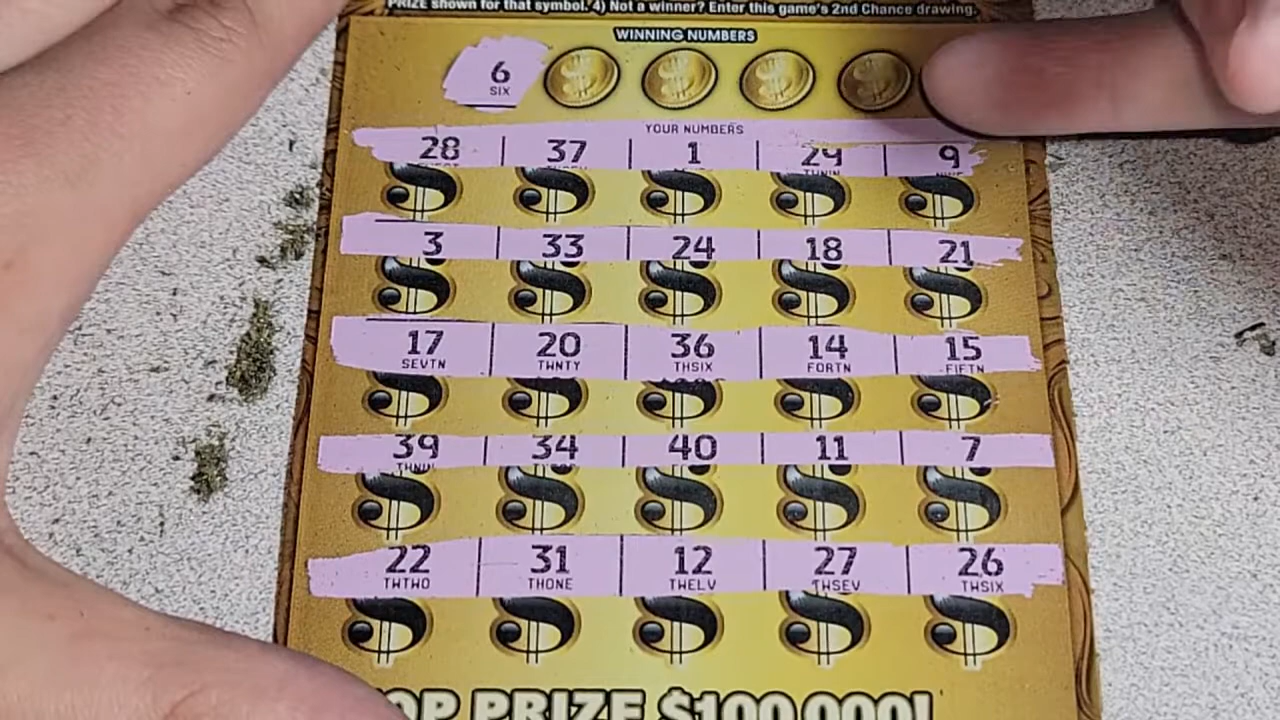 PRIZE shown for that symbol. 4) Not a winner? Enter this game's 2nd Chance drawing.
WINNING NUMBERS
6
SIX
YOUR NUMBERS
28 37 1 29 9
3 33 24 18 21
17 20 36 14 15
SEVTN TWNTY THSIX FORTN FIFTN
39 34 40 11 7
THNIN
22 31 12 27 26
TWTWO THONE TWELV TWSEV TWSIX
TOP PRIZE $100,000!